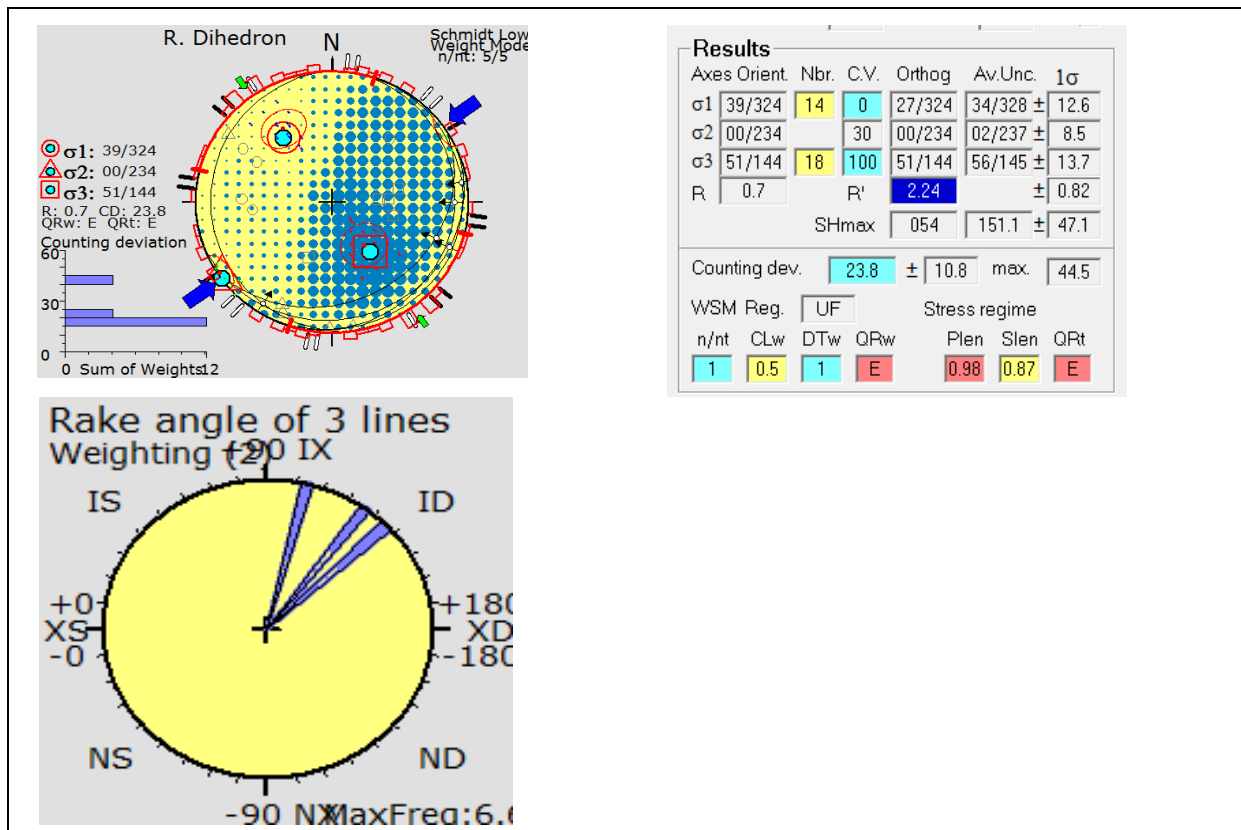 R. Dihedron
N
Schmidt Low
Weight Mode
n/nt: 5/5
σ1: 39/324
σ2: 00/234
σ3: 51/144
R: 0.7 CD: 23.8
QRw: E QRt: E
Counting deviation
60
30
0
0 Sum of Weights 12
Results
Axes Orient. Nbr. C.V. Orthog Av.Unc. 1σ
σ1 39/324 14 0 27/324 34/328 ± 12.6
σ2 00/234 30 00/234 02/237 ± 8.5
σ3 51/144 18 100 51/144 56/145 ± 13.7
R 0.7 R' 2.24 ± 0.82
SHmax 054 151.1 ± 47.1
Counting dev. 23.8 ± 10.8 max. 44.5
WSM Reg. UF Stress regime
n/nt CLw DTw QRw Plen Slen QRt
1 0.5 1 E 0.98 0.87 E
Rake angle of 3 lines
Weighting (2)
+90 IX
IS ID
+0 +180
XS XD
-0 -180
NS ND
-90 NX
MaxFreq:6.6